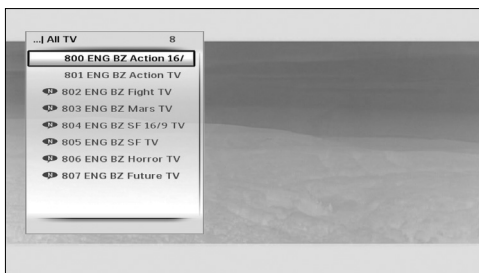 ...| All TV 8
800 ENG BZ Action 16/
801 ENG BZ Action TV
802 ENG BZ Fight TV
803 ENG BZ Mars TV
804 ENG BZ SF 16/9 TV
805 ENG BZ SF TV
806 ENG BZ Horror TV
807 ENG BZ Future TV